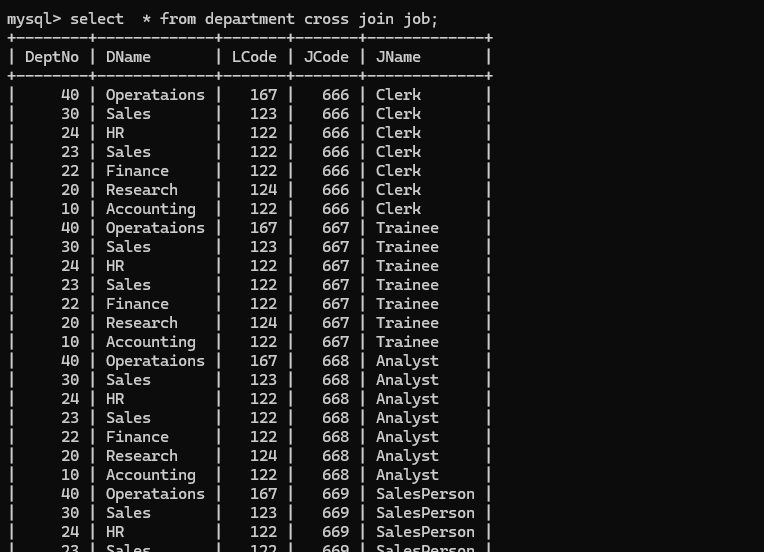 mysql> select  * from department cross join job;
+--------+-------------+-------+-------+-------------+
| DeptNo | DName       | LCode | JCode | JName       |
+--------+-------------+-------+-------+-------------+
|     40 | Operataions |   167 |   666 | Clerk       |
|     30 | Sales       |   123 |   666 | Clerk       |
|     24 | HR          |   122 |   666 | Clerk       |
|     23 | Sales       |   122 |   666 | Clerk       |
|     22 | Finance     |   122 |   666 | Clerk       |
|     20 | Research    |   124 |   666 | Clerk       |
|     10 | Accounting  |   122 |   666 | Clerk       |
|     40 | Operataions |   167 |   667 | Trainee     |
|     30 | Sales       |   123 |   667 | Trainee     |
|     24 | HR          |   122 |   667 | Trainee     |
|     23 | Sales       |   122 |   667 | Trainee     |
|     22 | Finance     |   122 |   667 | Trainee     |
|     20 | Research    |   124 |   667 | Trainee     |
|     10 | Accounting  |   122 |   667 | Trainee     |
|     40 | Operataions |   167 |   668 | Analyst     |
|     30 | Sales       |   123 |   668 | Analyst     |
|     24 | HR          |   122 |   668 | Analyst     |
|     23 | Sales       |   122 |   668 | Analyst     |
|     22 | Finance     |   122 |   668 | Analyst     |
|     20 | Research    |   124 |   668 | Analyst     |
|     10 | Accounting  |   122 |   668 | Analyst     |
|     40 | Operataions |   167 |   669 | SalesPerson |
|     30 | Sales       |   123 |   669 | SalesPerson |
|     24 | HR          |   122 |   669 | SalesPerson |
|     23 | Sales       |   122 |   669 | SalesPerson |